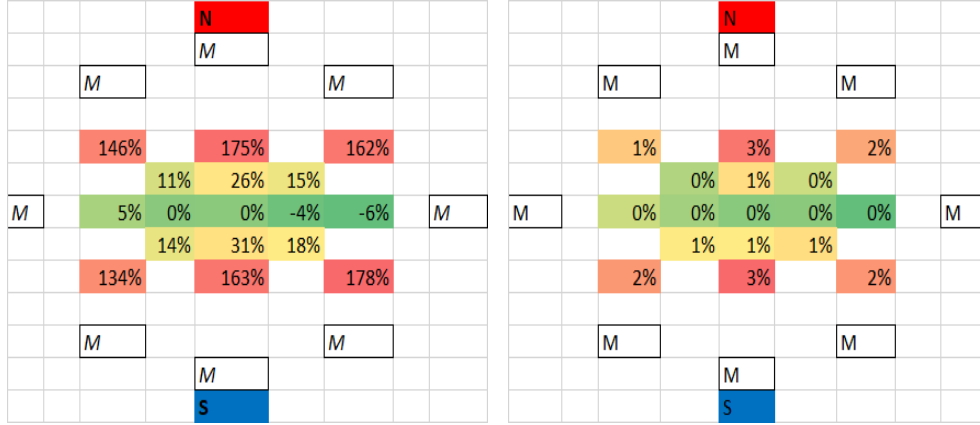 N N
M M
M M M M
146% 175% 162% 1% 3% 2%
11% 26% 15% 0% 1% 0%
M 5% 0% 0% -4% -6% M M 0% 0% 0% 0% 0% M
14% 31% 18% 1% 1% 1%
134% 163% 178% 2% 3% 2%
M M M M
M M
S S